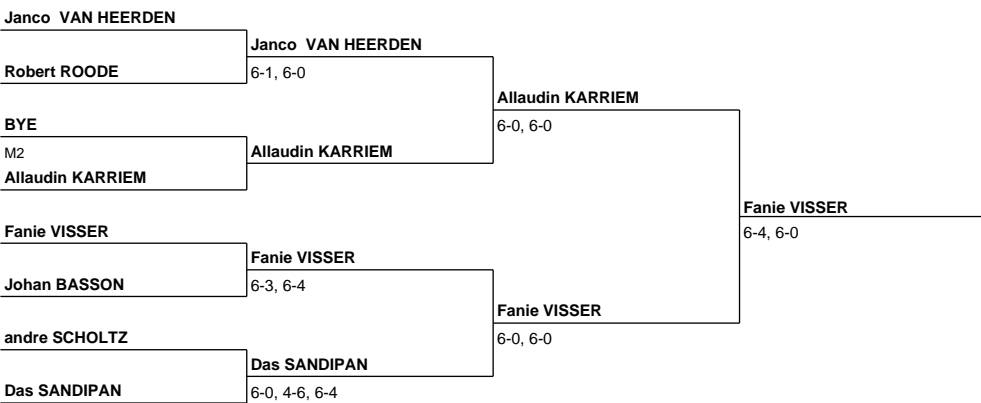 Janco  VAN HEERDEN
Janco  VAN HEERDEN
Robert ROODE
6-1, 6-0
Allaudin KARRIEM
BYE
6-0, 6-0
M2
Allaudin KARRIEM
Allaudin KARRIEM
Fanie VISSER
Fanie VISSER
6-4, 6-0
Fanie VISSER
Johan BASSON
6-3, 6-4
Fanie VISSER
andre SCHOLTZ
6-0, 6-0
Das SANDIPAN
Das SANDIPAN
6-0, 4-6, 6-4